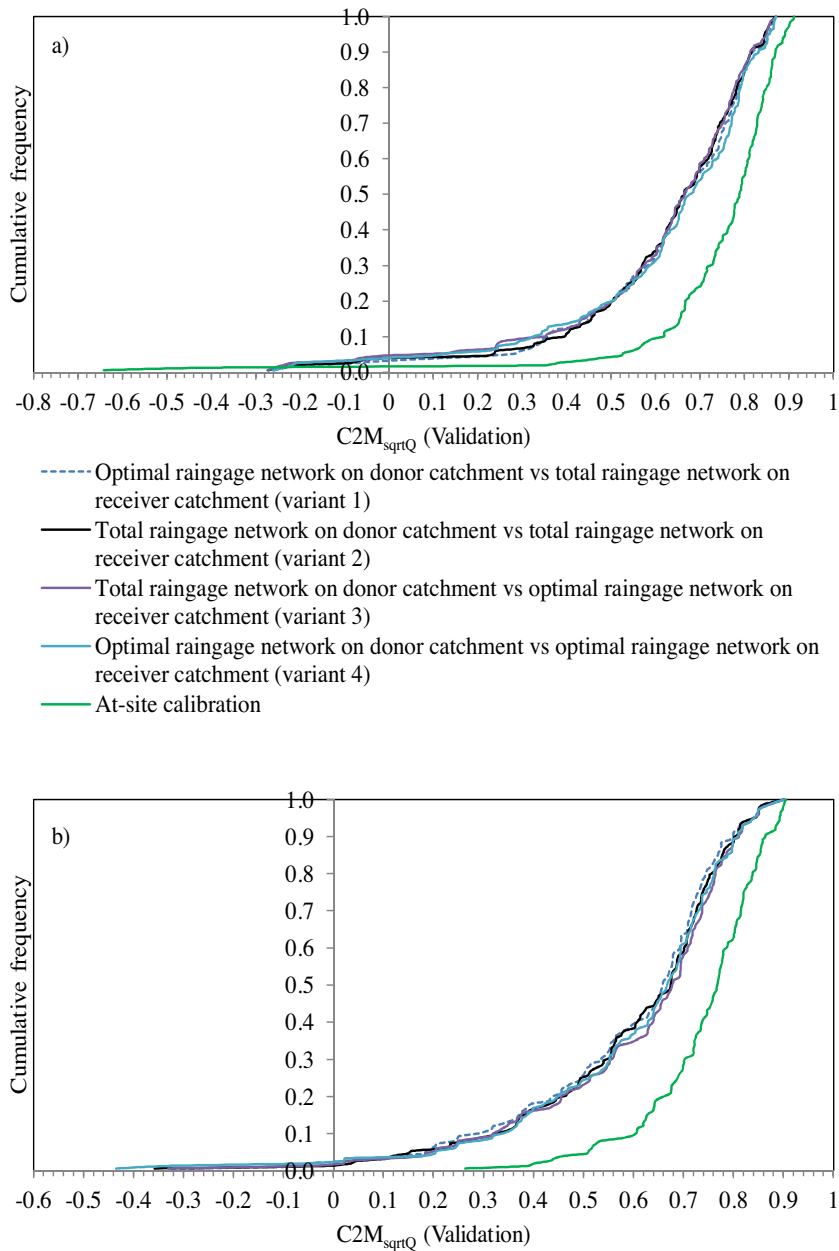 a)
Cumulative frequency
1.0
0.9
0.8
0.7
0.6
0.5
0.4
0.3
0.2
0.1
0.0
-0.8 -0.7 -0.6 -0.5 -0.4 -0.3 -0.2 -0.1 0 0.1 0.2 0.3 0.4 0.5 0.6 0.7 0.8 0.9 1
C2MsqrtQ (Validation)
Optimal raingage network on donor catchment vs total raingage network on
receiver catchment (variant 1)
Total raingage network on donor catchment vs total raingage network on
receiver catchment (variant 2)
Total raingage network on donor catchment vs optimal raingage network on
receiver catchment (variant 3)
Optimal raingage network on donor catchment vs optimal raingage network on
receiver catchment (variant 4)
At-site calibration
b)
Cumulative frequency
1.0
0.9
0.8
0.7
0.6
0.5
0.4
0.3
0.2
0.1
0.0
-0.6 -0.5 -0.4 -0.3 -0.2 -0.1 0 0.1 0.2 0.3 0.4 0.5 0.6 0.7 0.8 0.9 1
C2MsqrtQ (Validation)